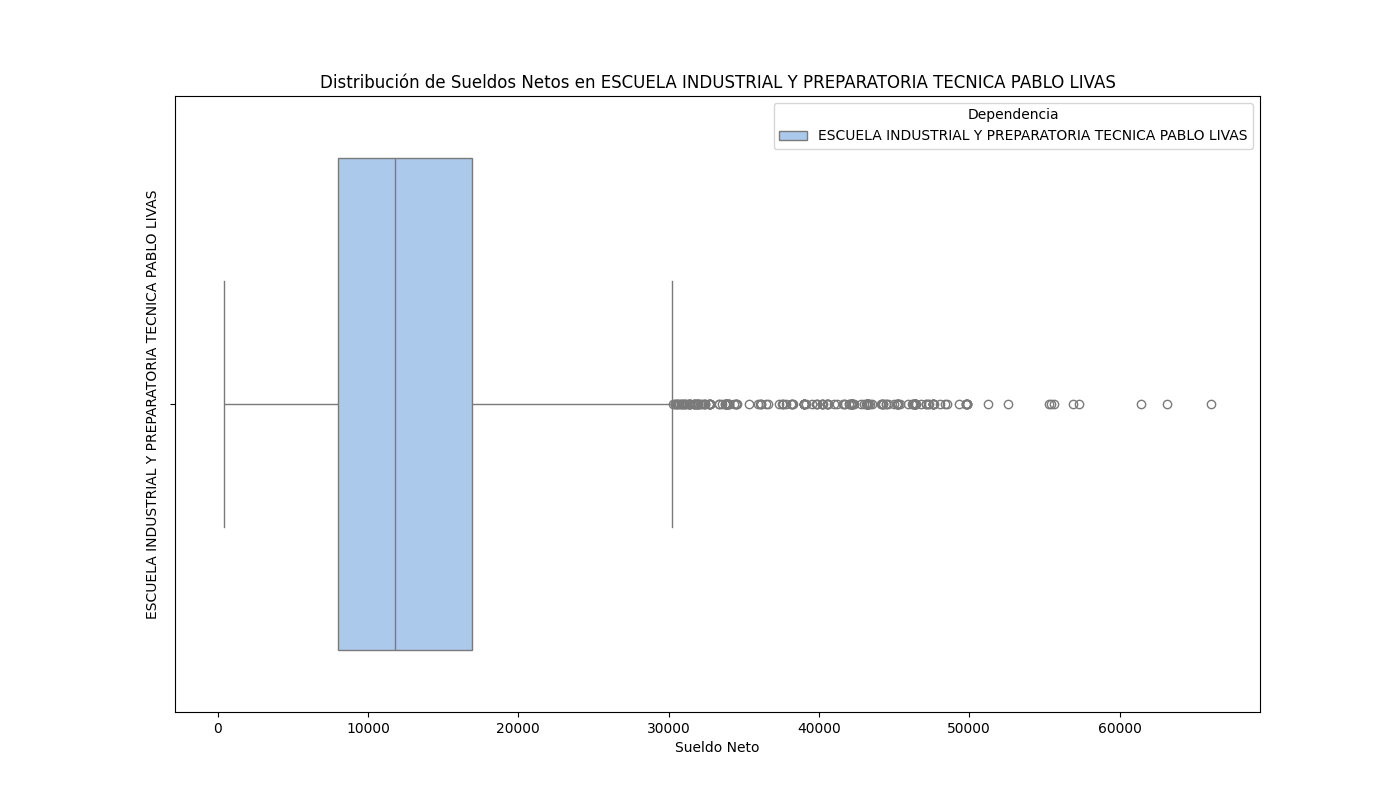 Distribución de Sueldos Netos en ESCUELA INDUSTRIAL Y PREPARATORIA TECNICA PABLO LIVAS
Dependencia
ESCUELA INDUSTRIAL Y PREPARATORIA TECNICA PABLO LIVAS
ESCUELA INDUSTRIAL Y PREPARATORIA TECNICA PABLO LIVAS
0 10000 20000 30000 40000 50000 60000
Sueldo Neto